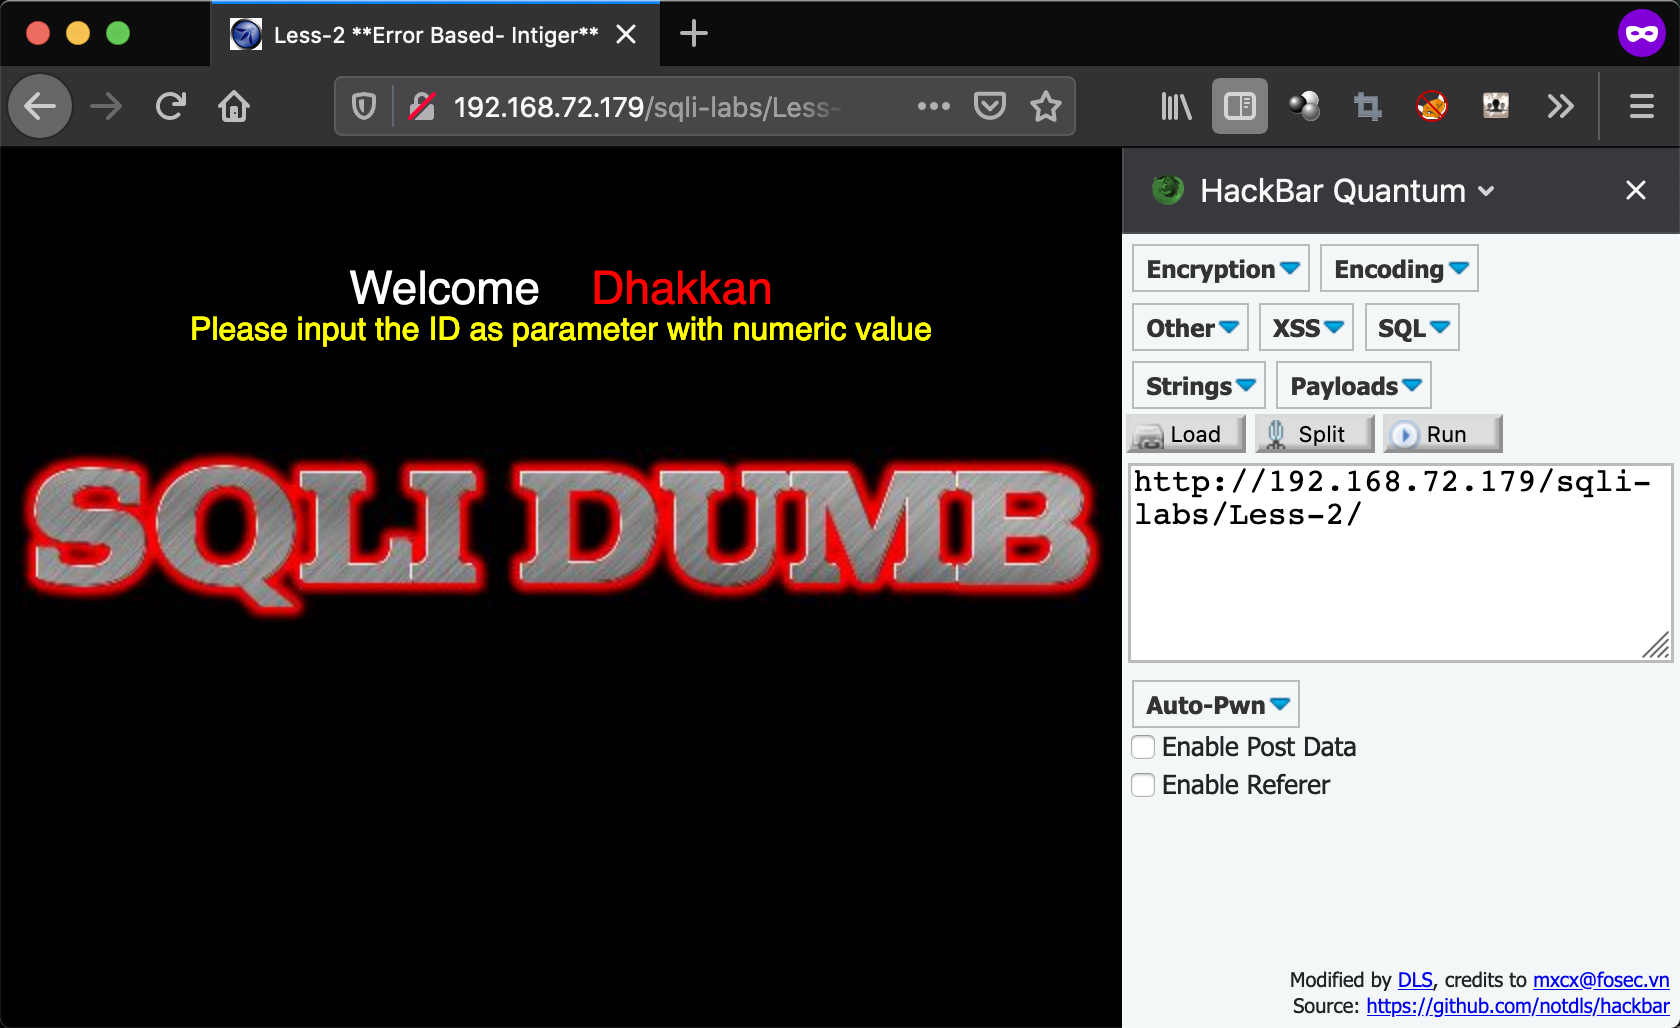 Less-2 **Error Based- Intiger**
192.168.72.179/sqli-labs/Less-
HackBar Quantum
Welcome    Dhakkan
Please input the ID as parameter with numeric value
SQLI DUMB
Encryption Encoding
Other XSS SQL
Strings Payloads
Load Split Run
http://192.168.72.179/sqli-
labs/Less-2/
Auto-Pwn
Enable Post Data
Enable Referer
Modified by DLS, credits to mxcx@fosec.vn
Source: https://github.com/notdls/hackbar